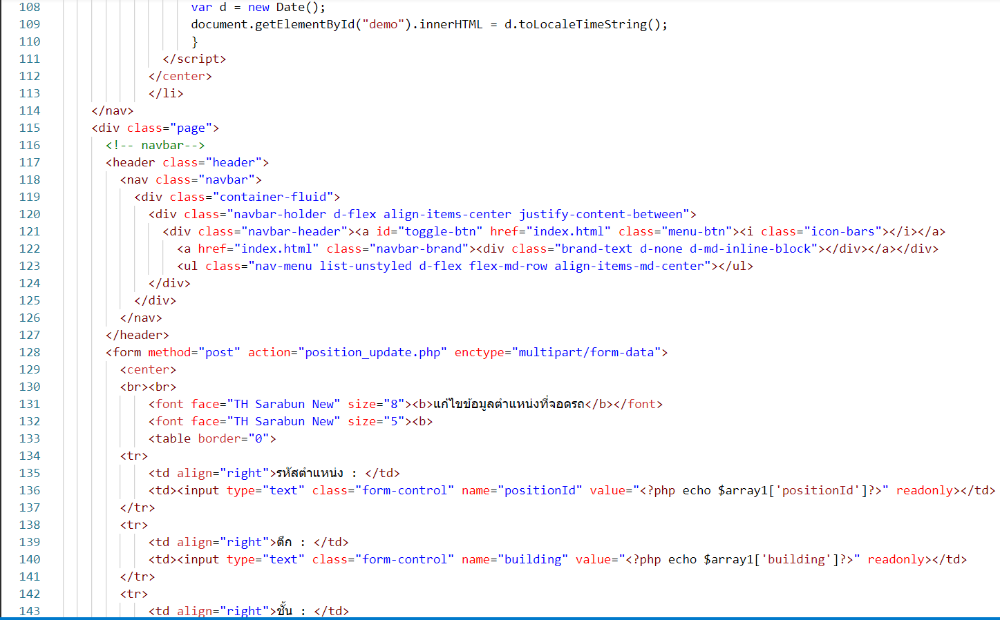 108 var d = new Date();
109 document.getElementById("demo").innerHTML = d.toLocaleTimeString();
110 }
111 </script>
112 </center>
113 </li>
114 </nav>
115 <div class="page">
116 <!-- navbar-->
117 <header class="header">
118 <nav class="navbar">
119 <div class="container-fluid">
120 <div class="navbar-holder d-flex align-items-center justify-content-between">
121 <div class="navbar-header"><a id="toggle-btn" href="index.html" class="menu-btn"><i class="icon-bars"></i></a>
122 <a href="index.html" class="navbar-brand"><div class="brand-text d-none d-md-inline-block"></div></a></div>
123 <ul class="nav-menu list-unstyled d-flex flex-md-row align-items-md-center"></ul>
124 </div>
125 </div>
126 </nav>
127 </header>
128 <form method="post" action="position_update.php" enctype="multipart/form-data">
129 <center>
130 <br><br>
131 <font face="TH Sarabun New" size="8"><b>แก้ไขข้อมูลตำแหน่งที่จอดรถ</b></font>
132 <font face="TH Sarabun New" size="5"><b>
133 <table border="0">
134 <tr>
135 <td align="right">รหัสตำแหน่ง : </td>
136 <td><input type="text" class="form-control" name="positionId" value="<?php echo $array1['positionId']?>" readonly></td>
137 </tr>
138 <tr>
139 <td align="right">ตึก : </td>
140 <td><input type="text" class="form-control" name="building" value="<?php echo $array1['building']?>" readonly></td>
141 </tr>
142 <tr>
143 <td align="right">ชั้น : </td>